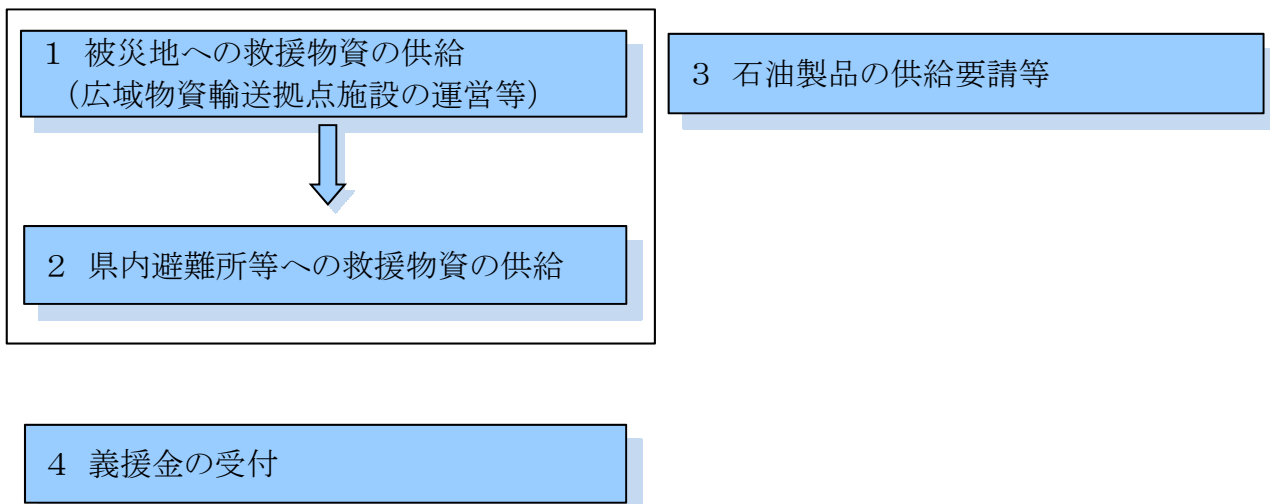 １ 被災地への救援物資の供給
（広域物資輸送拠点施設の運営等）
２ 県内避難所等への救援物資の供給
３ 石油製品の供給要請等
４ 義援金の受付